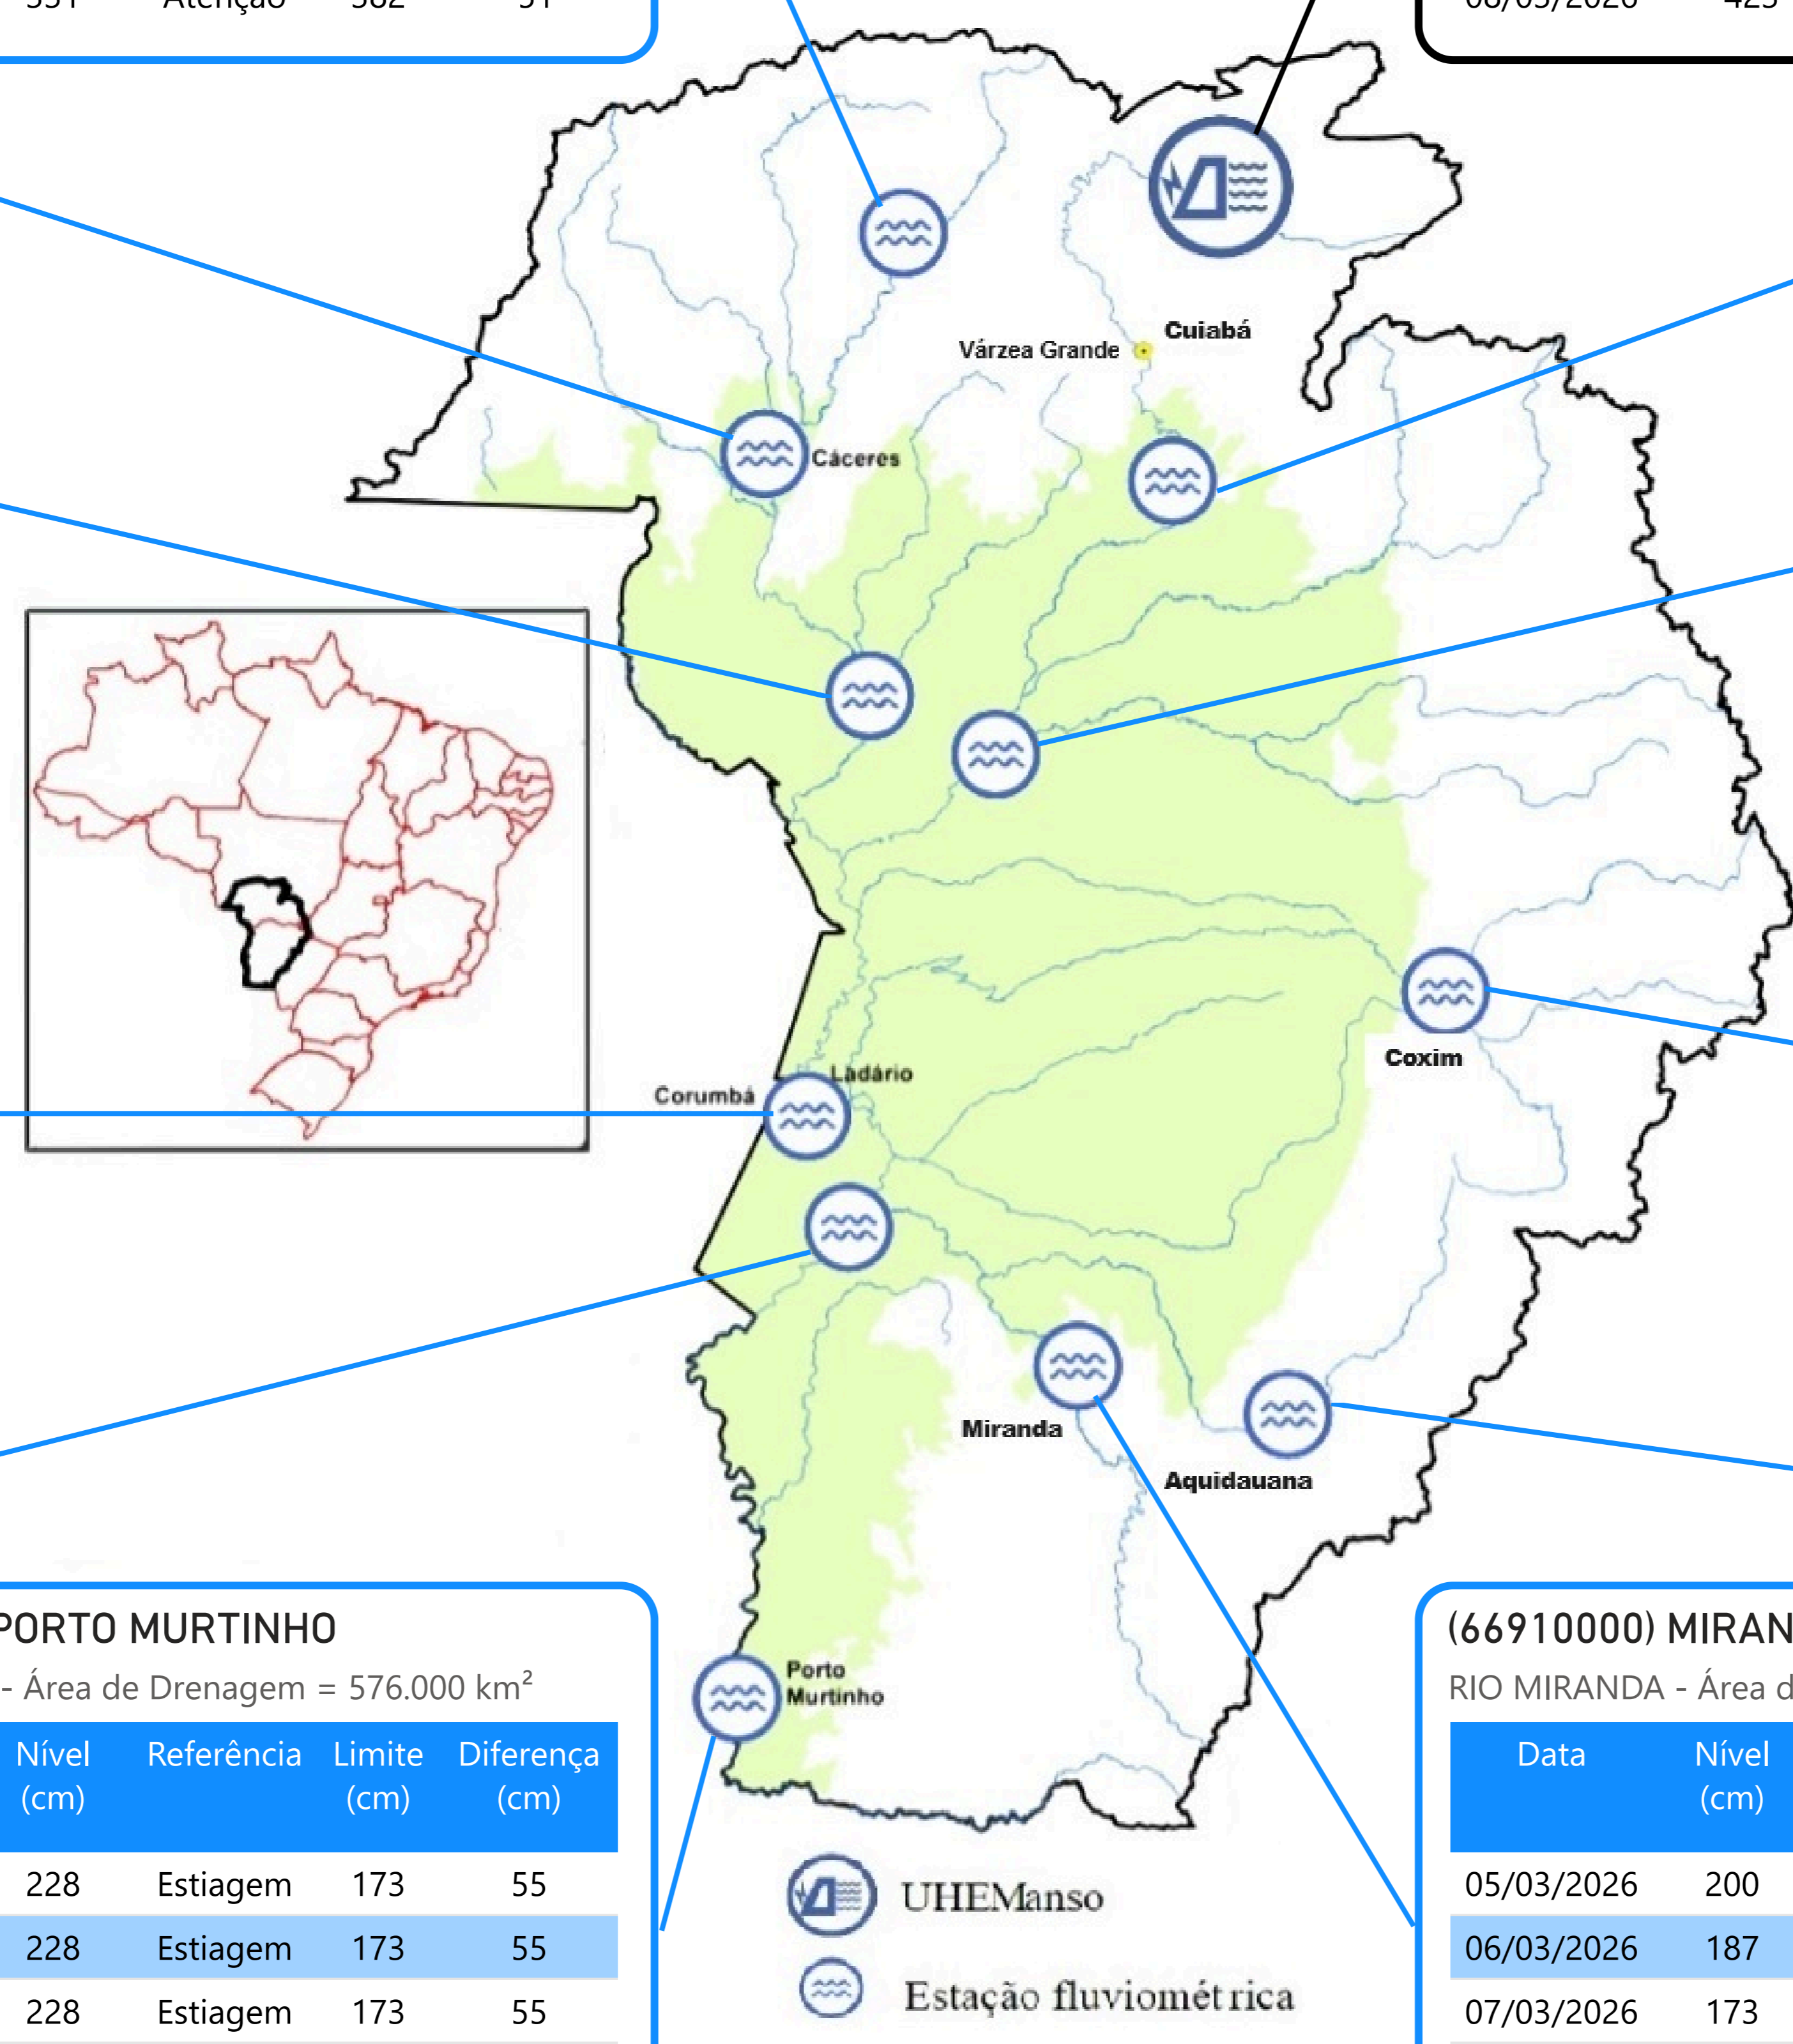 Várzea Grande
Cuiabá
Cáceres
Ladário
Corumbá
Coxim
Miranda
Aquidauana
Porto
Murtinho
PORTO MURTINHO
- Área de Drenagem = 576.000 km²
Nível (cm) Referência Limite (cm) Diferença (cm)
228 Estiagem 173 55
228 Estiagem 173 55
228 Estiagem 173 55
UHEManso
Estação fluviométrica
(66910000) MIRAN
RIO MIRANDA - Área d
Data Nível (cm)
05/03/2026 200
06/03/2026 187
07/03/2026 173